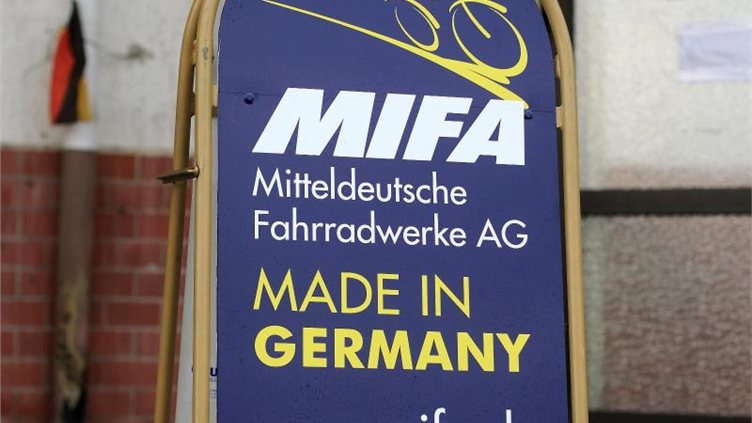 MIFA
Mitteldeutsche
Fahrradwerke AG
MADE IN
GERMANY